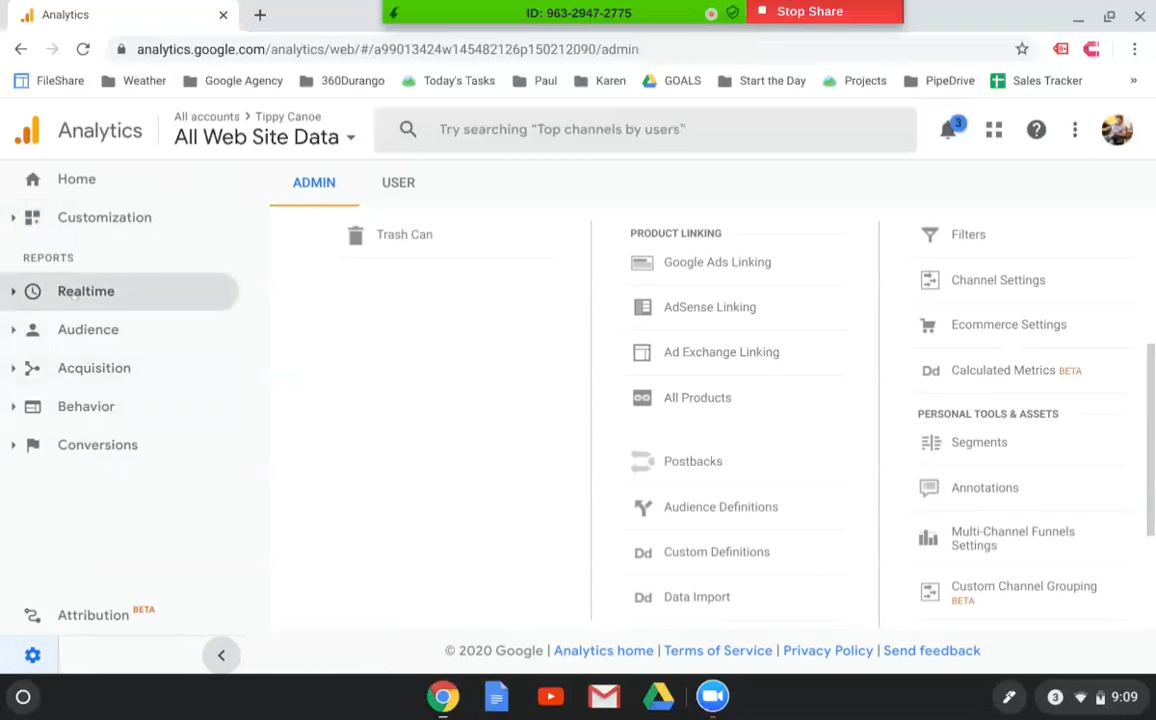 Analytics
ID: 963-2947-2775
Stop Share
analytics.google.com/analytics/web/#/a99013424w145482126p150212090/admin
FileShare
Weather
Google Agency
360Durango
Today's Tasks
Paul
Karen
GOALS
Start the Day
Projects
PipeDrive
Sales Tracker
»
Analytics
All accounts > Tippy Canoe
All Web Site Data
Try searching “Top channels by users”
3
Home
Customization
REPORTS
Realtime
Audience
Acquisition
Behavior
Conversions
Attribution BETA
ADMIN
USER
Trash Can
PRODUCT LINKING
Google Ads Linking
AdSense Linking
Ad Exchange Linking
All Products
Postbacks
Audience Definitions
Dd Custom Definitions
Dd Data Import
Filters
Channel Settings
Ecommerce Settings
Dd Calculated Metrics BETA
PERSONAL TOOLS & ASSETS
Segments
Annotations
Multi-Channel Funnels
Settings
Custom Channel Grouping
BETA
© 2020 Google | Analytics home | Terms of Service | Privacy Policy | Send feedback
3
9:09